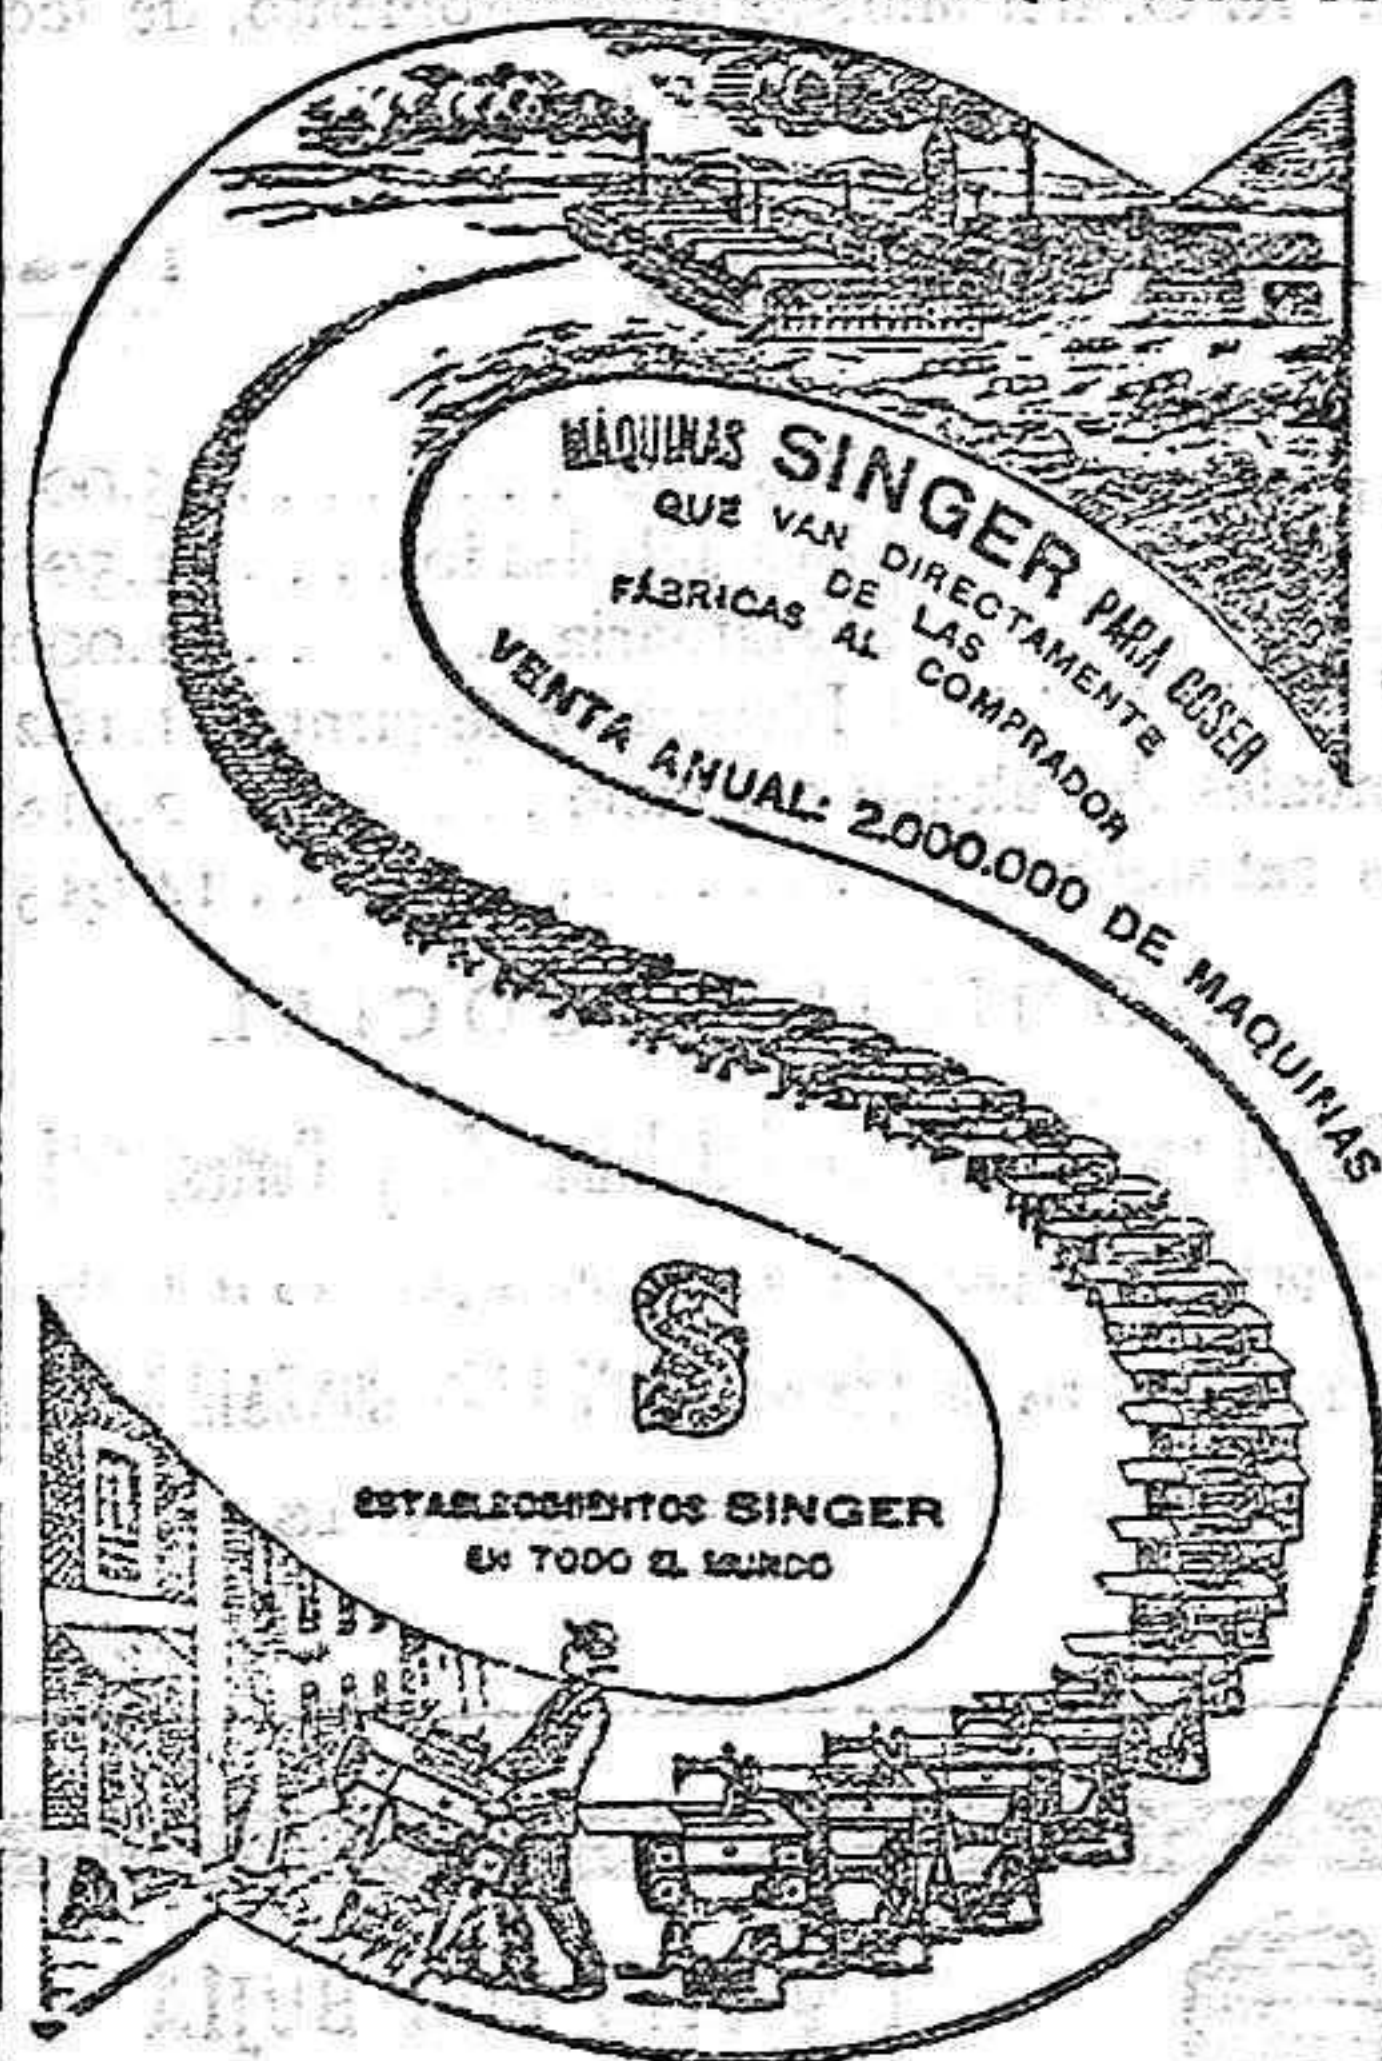 MÁQUINAS SINGER PARA COSER
QUE VAN DIRECTAMENTE
DE LAS
FÁBRICAS AL COMPRADOR
VENTA ANUAL: 2.000.000 DE MAQUINAS
S
ESTABLECIMIENTOS SINGER
EN TODO EL MUNDO